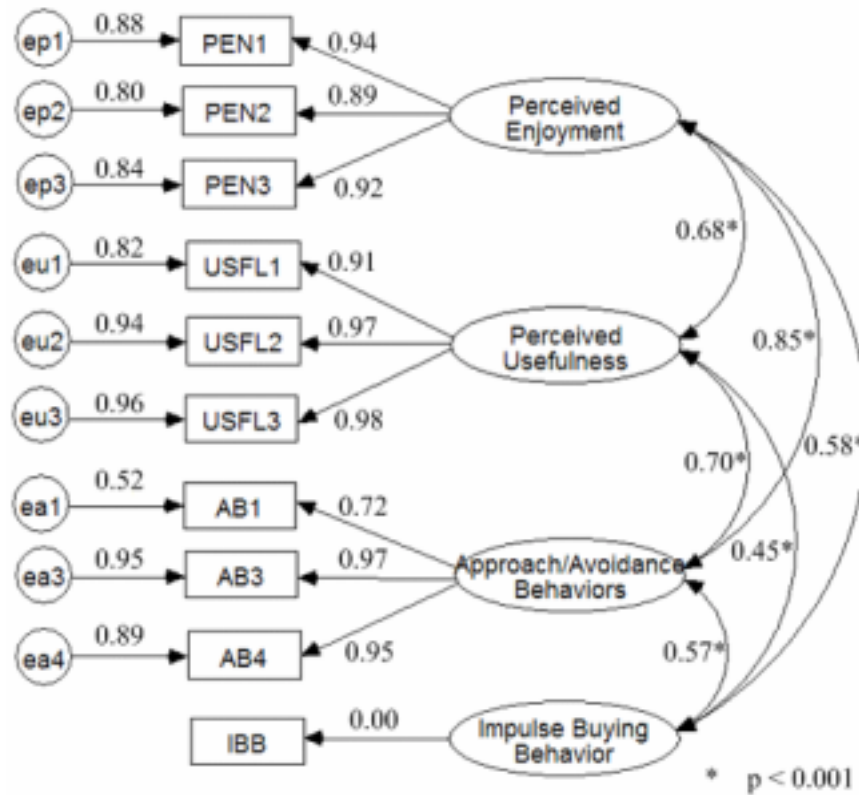 ep1 0.88 PEN1 0.94
ep2 0.80 PEN2 0.89
ep3 0.84 PEN3 0.92
Perceived
Enjoyment
0.68*
eu1 0.82 USFL1 0.91
eu2 0.94 USFL2 0.97
eu3 0.96 USFL3 0.98
Perceived
Usefulness
0.85*
0.70*
0.58*
ea1 0.52 AB1 0.72
ea3 0.95 AB3 0.97
ea4 0.89 AB4 0.95
Approach/Avoidance
Behaviors
0.45*
0.57*
IBB 0.00
Impulse Buying
Behavior
* p < 0.001